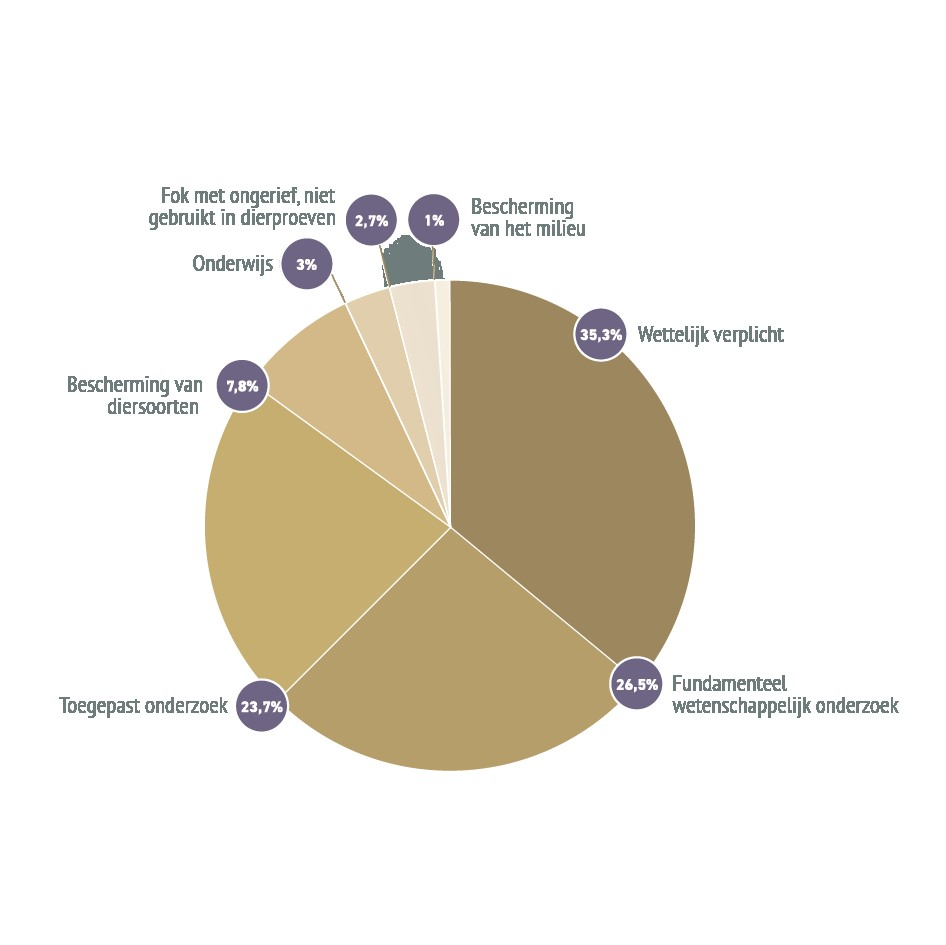 Fok met ongerief, niet
gebruikt in dierproeven
2,7%
1%
Bescherming
van het milieu
Onderwijs
3%
35,3%
Wettelijk verplicht
Bescherming van
diersoorten
7,8%
26,5%
Fundamenteel
wetenschappelijk onderzoek
Toegepast onderzoek
23,7%